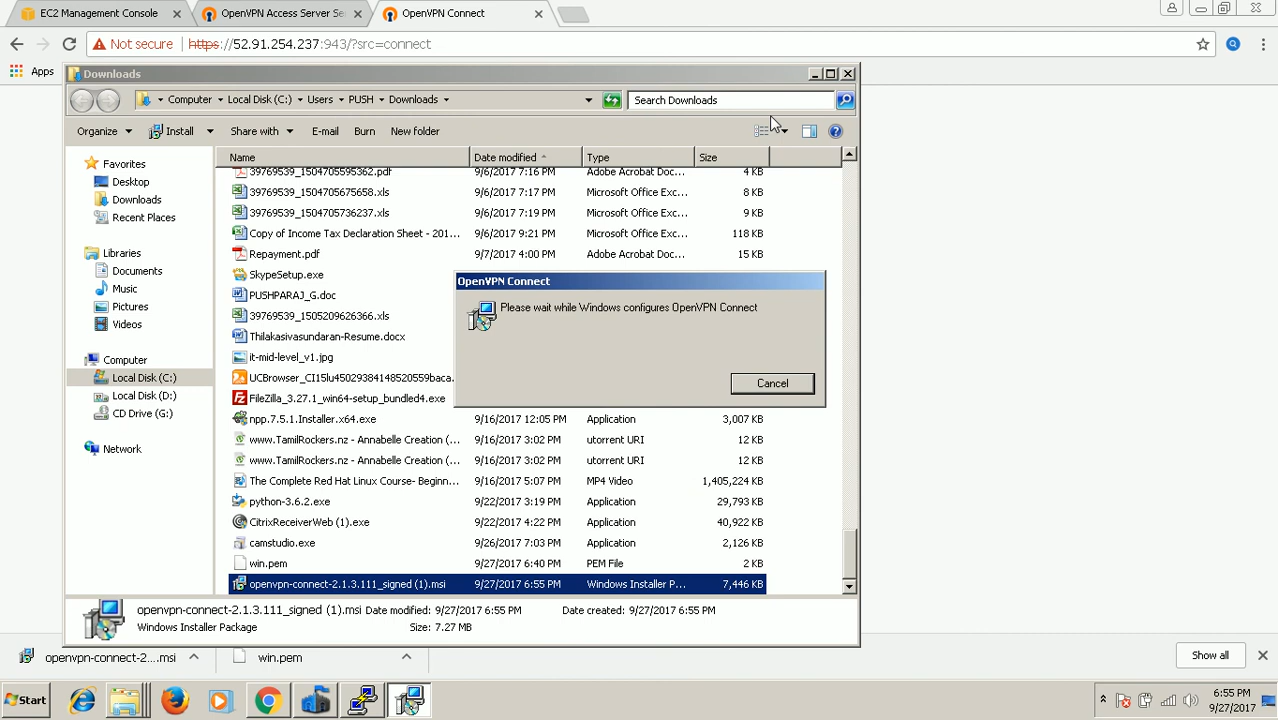 EC2 Management Console
OpenVPN Access Server Se
OpenVPN Connect
Not secure https://52.91.254.237:943/?src=connect
Apps
Downloads
Computer Local Disk (C:) Users PUSH Downloads
Search Downloads
Organize Install Share with E-mail Burn New folder
Name Date modified Type Size
Favorites
Desktop
Downloads
Recent Places
Libraries
Documents
Music
Pictures
Videos
Computer
Local Disk (C:)
Local Disk (D:)
CD Drive (G:)
Network
39769539_1504705595362.pdf 9/6/2017 7:16 PM Adobe Acrobat Doc... 4 KB
39769539_1504705675658.xls 9/6/2017 7:17 PM Microsoft Office Exc... 8 KB
39769539_1504705736237.xls 9/6/2017 7:19 PM Microsoft Office Exc... 9 KB
Copy of Income Tax Declaration Sheet - 201... 9/6/2017 9:21 PM Microsoft Office Exc... 118 KB
Repayment.pdf 9/7/2017 4:00 PM Adobe Acrobat Doc... 15 KB
SkypeSetup.exe
PUSHPARAJ_G.doc
39769539_1505209626366.xls
Thilakasivasundaran-Resume.docx
it-mid-level_v1.jpg
UCBrowser_CI15lu45029384148520559baca.
FileZilla_3.27.1_win64-setup_bundled4.exe
npp.7.5.1.Installer.x64.exe 9/16/2017 12:05 PM Application 3,007 KB
www.TamilRockers.nz - Annabelle Creation (... 9/16/2017 3:02 PM utorrent URI 12 KB
www.TamilRockers.nz - Annabelle Creation (... 9/16/2017 3:02 PM utorrent URI 12 KB
The Complete Red Hat Linux Course- Beginn... 9/16/2017 5:07 PM MP4 Video 1,405,224 KB
python-3.6.2.exe 9/22/2017 3:19 PM Application 29,793 KB
CitrixReceiverWeb (1).exe 9/22/2017 4:22 PM Application 40,922 KB
camstudio.exe 9/26/2017 7:03 PM Application 2,126 KB
win.pem 9/27/2017 6:40 PM PEM File 2 KB
openvpn-connect-2.1.3.111_signed (1).msi 9/27/2017 6:55 PM Windows Installer P... 7,446 KB
OpenVPN Connect
Please wait while Windows configures OpenVPN Connect
Cancel
openvpn-connect-2.1.3.111_signed (1).msi Date modified: 9/27/2017 6:55 PM Date created: 9/27/2017 6:55 PM
Windows Installer Package Size: 7.27 MB
openvpn-connect-2....msi
win.pem
Show all
Start
6:55 PM
9/27/2017